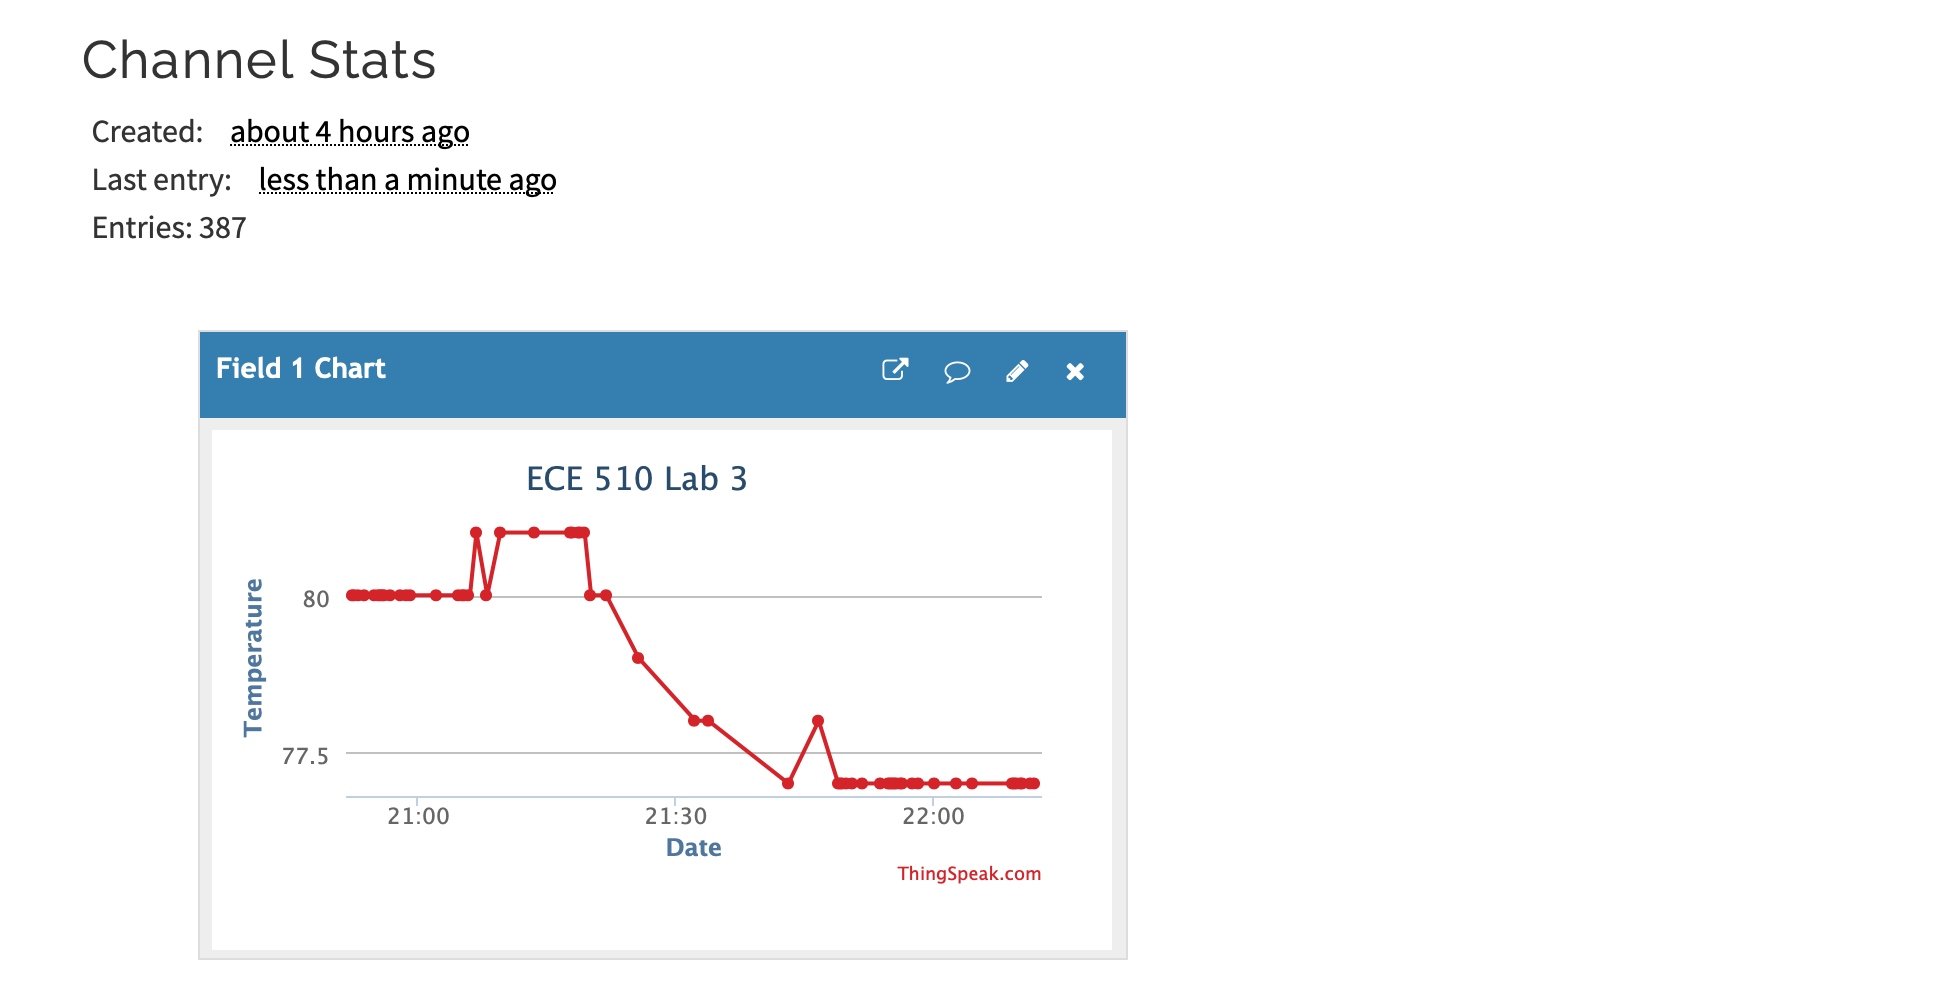 Channel Stats
Created: about 4 hours ago
Last entry: less than a minute ago
Entries: 387
Field 1 Chart
ECE 510 Lab 3
Temperature
80
77.5
21:00 21:30 22:00
Date
ThingSpeak.com